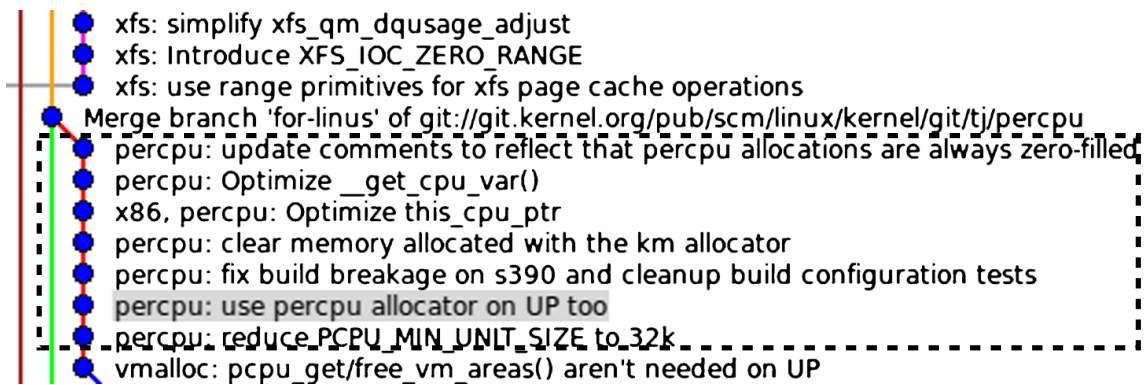 xfs: simplify xfs_qm_dqusage_adjust
xfs: Introduce XFS_IOC_ZERO_RANGE
xfs: use range primitives for xfs page cache operations
Merge branch 'for-linus' of git://git.kernel.org/pub/scm/linux/kernel/git/tj/percpu
percpu: update comments to reflect that percpu allocations are always zero-filled
percpu: Optimize __get_cpu_var()
x86, percpu: Optimize this_cpu_ptr
percpu: clear memory allocated with the km allocator
percpu: fix build breakage on s390 and cleanup build configuration tests
percpu: use percpu allocator on UP too
percpu: reduce PCPU_MIN_UNIT_SIZE to 32k
vmalloc: pcpu_get/free_vm_areas() aren't needed on UP